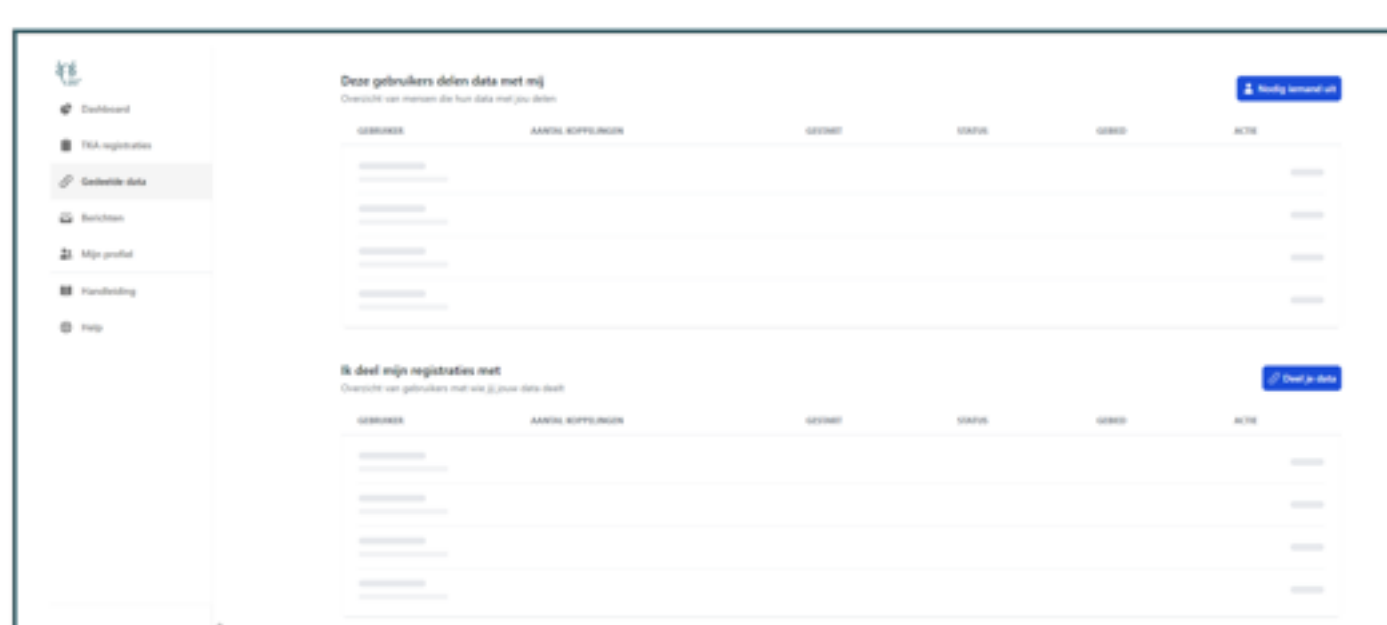 Dashboard
TKA registraties
Gedeelde data
Berichten
Mijn profiel
Handleiding
Help
Deze gebruikers delen data met mij
Overzicht van mensen die hun data met jou delen
Nodig iemand uit
GEBRUIKER AANTAL KOPPELINGEN GESTART STATUS GEBIED ACTIE
Ik deel mijn registraties met
Overzicht van gebruikers met wie jij jouw data deelt
Deel je data
GEBRUIKER AANTAL KOPPELINGEN GESTART STATUS GEBIED ACTIE